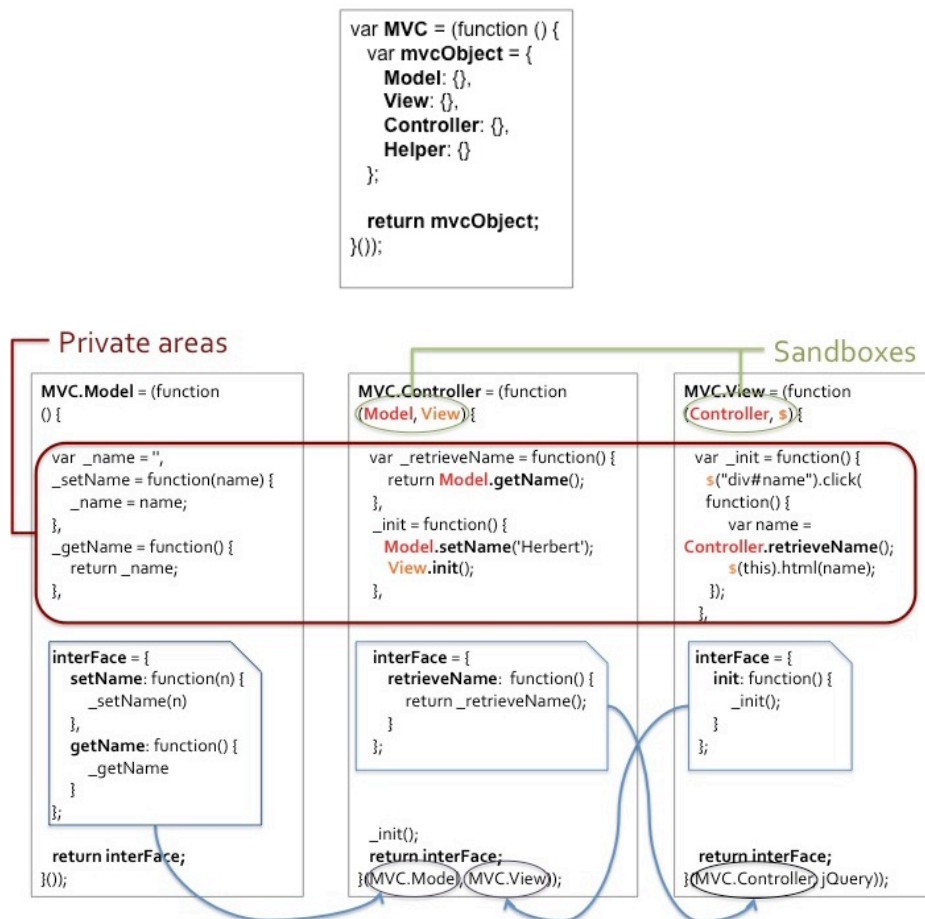 var MVC = (function () {
var mvcObject = {
Model: {},
View: {},
Controller: {},
Helper: {}
};
return mvcObject;
}());
Private areas
Sandboxes
MVC.Model = (function
() {
var _name = '',
_setName = function(name) {
_name = name;
},
_getName = function() {
return _name;
},
interFace = {
setName: function(n) {
_setName(n)
},
getName: function() {
_getName
}
};
return interFace;
}());
MVC.Controller = (function
(Model, View) {
var _retrieveName = function() {
return Model.getName();
},
_init = function() {
Model.setName('Herbert');
View.init();
},
interFace = {
retrieveName: function() {
return _retrieveName();
}
};
_init();
return interFace;
}(MVC.Model, MVC.View));
MVC.View = (function
(Controller, $) {
var _init = function() {
$("div#name").click(
function() {
var name =
Controller.retrieveName();
$(this).html(name);
});
},
interFace = {
init: function() {
_init();
}
};
return interFace;
}(MVC.Controller, jQuery));